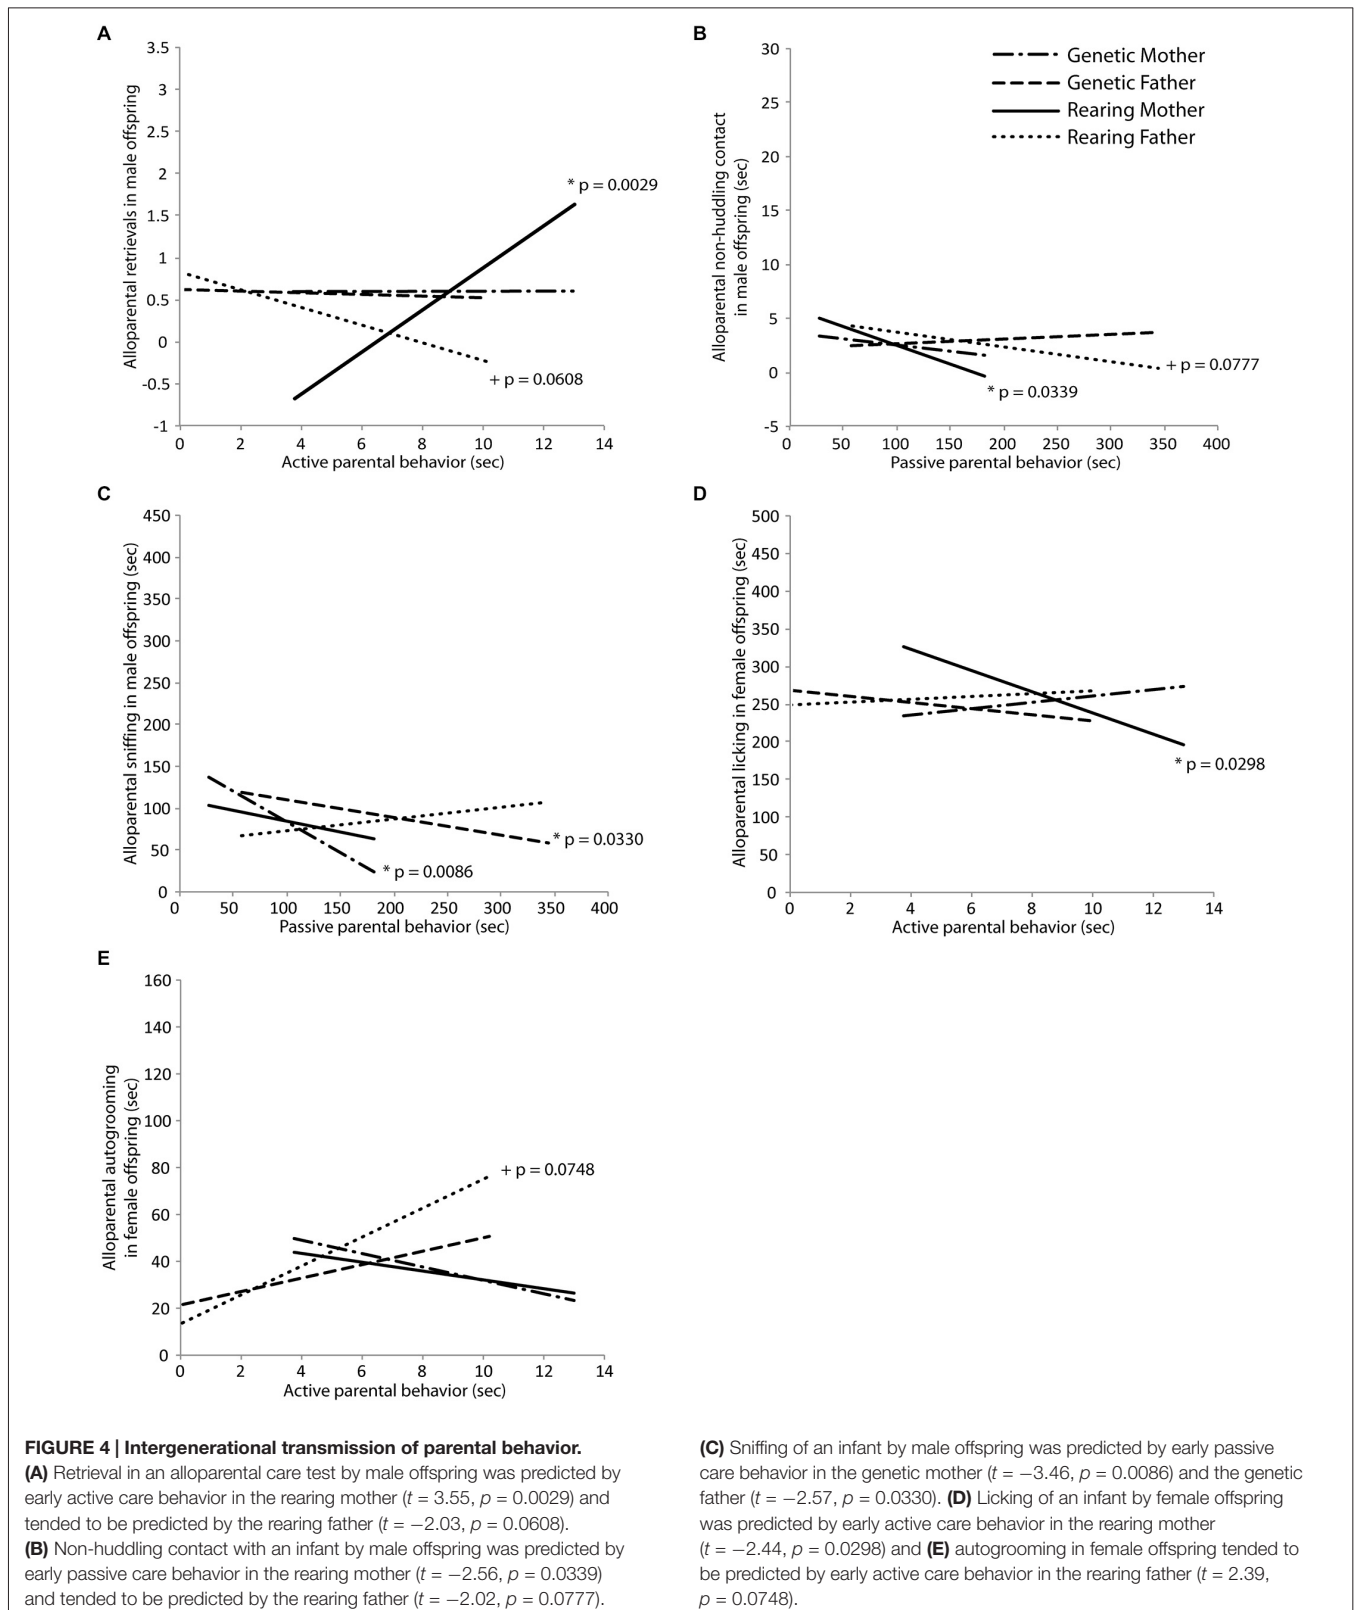 A
3.5
3
2.5
2
1.5
1
0.5
0
-0.5
-1
0 2 4 6 8 10 12 14
Alloparental retrievals in male offspring
Active parental behavior (sec)
* p = 0.0029
+ p = 0.0608
B
30
25
20
15
10
5
0
-5
0 50 100 150 200 250 300 350 400
Alloparental non-huddling contact
in male offspring (sec)
Passive parental behavior (sec)
Genetic Mother
Genetic Father
Rearing Mother
Rearing Father
+ p = 0.0777
* p = 0.0339
C
450
400
350
300
250
200
150
100
50
0
0 50 100 150 200 250 300 350 400
Alloparental sniffing in male offspring (sec)
Passive parental behavior (sec)
* p = 0.0330
* p = 0.0086
D
500
450
400
350
300
250
200
150
100
50
0
0 2 4 6 8 10 12 14
Alloparental licking in female offspring (sec)
Active parental behavior (sec)
* p = 0.0298
E
160
140
120
100
80
60
40
20
0
0 2 4 6 8 10 12 14
Alloparental autogrooming
in female offspring (sec)
Active parental behavior (sec)
+ p = 0.0748
FIGURE 4 | Intergenerational transmission of parental behavior.
(A) Retrieval in an alloparental care test by male offspring was predicted by
early active care behavior in the rearing mother (t = 3.55, p = 0.0029) and
tended to be predicted by the rearing father (t = −2.03, p = 0.0608).
(B) Non-huddling contact with an infant by male offspring was predicted by
early passive care behavior in the rearing mother (t = −2.56, p = 0.0339)
and tended to be predicted by the rearing father (t = −2.02, p = 0.0777).
(C) Sniffing of an infant by male offspring was predicted by early passive
care behavior in the genetic mother (t = −3.46, p = 0.0086) and the genetic
father (t = −2.57, p = 0.0330). (D) Licking of an infant by female offspring
was predicted by early active care behavior in the rearing mother
(t = −2.44, p = 0.0298) and (E) autogrooming in female offspring tended to
be predicted by early active care behavior in the rearing father (t = 2.39,
p = 0.0748).